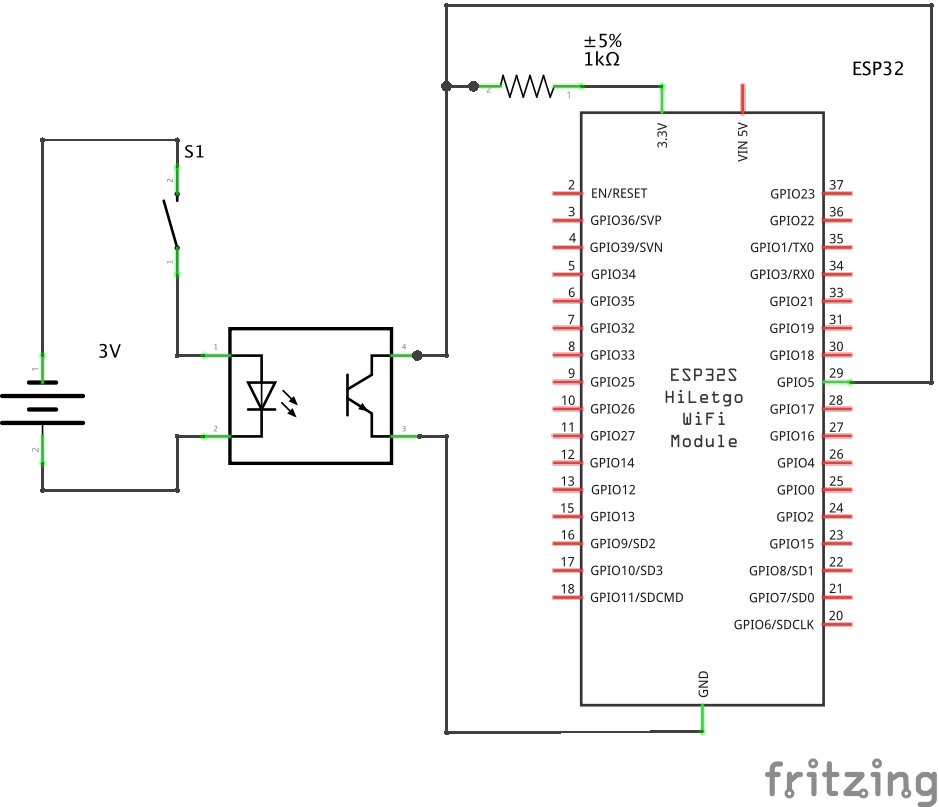 ±5%
1kΩ
ESP32
2
1
3.3V
VIN 5V
S1
2
1
3V
1
2
1
2
4
3
2 EN/RESET
3 GPIO36/SVP
4 GPIO39/SVN
5 GPIO34
6 GPIO35
7 GPIO32
8 GPIO33
9 GPIO25
10 GPIO26
11 GPIO27
12 GPIO14
13 GPIO12
15 GPIO13
16 GPIO9/SD2
17 GPIO10/SD3
18 GPIO11/SDCMD
ESP32S
HiLetgo
WiFi
Module
GPIO23 37
GPIO22 36
GPIO1/TX0 35
GPIO3/RX0 34
GPIO21 33
GPIO19 31
GPIO18 30
GPIO5 29
GPIO17 28
GPIO16 27
GPIO4 26
GPIO0 25
GPIO2 24
GPIO15 23
GPIO8/SD1 22
GPIO7/SD0 21
GPIO6/SDCLK 20
GND
fritzing